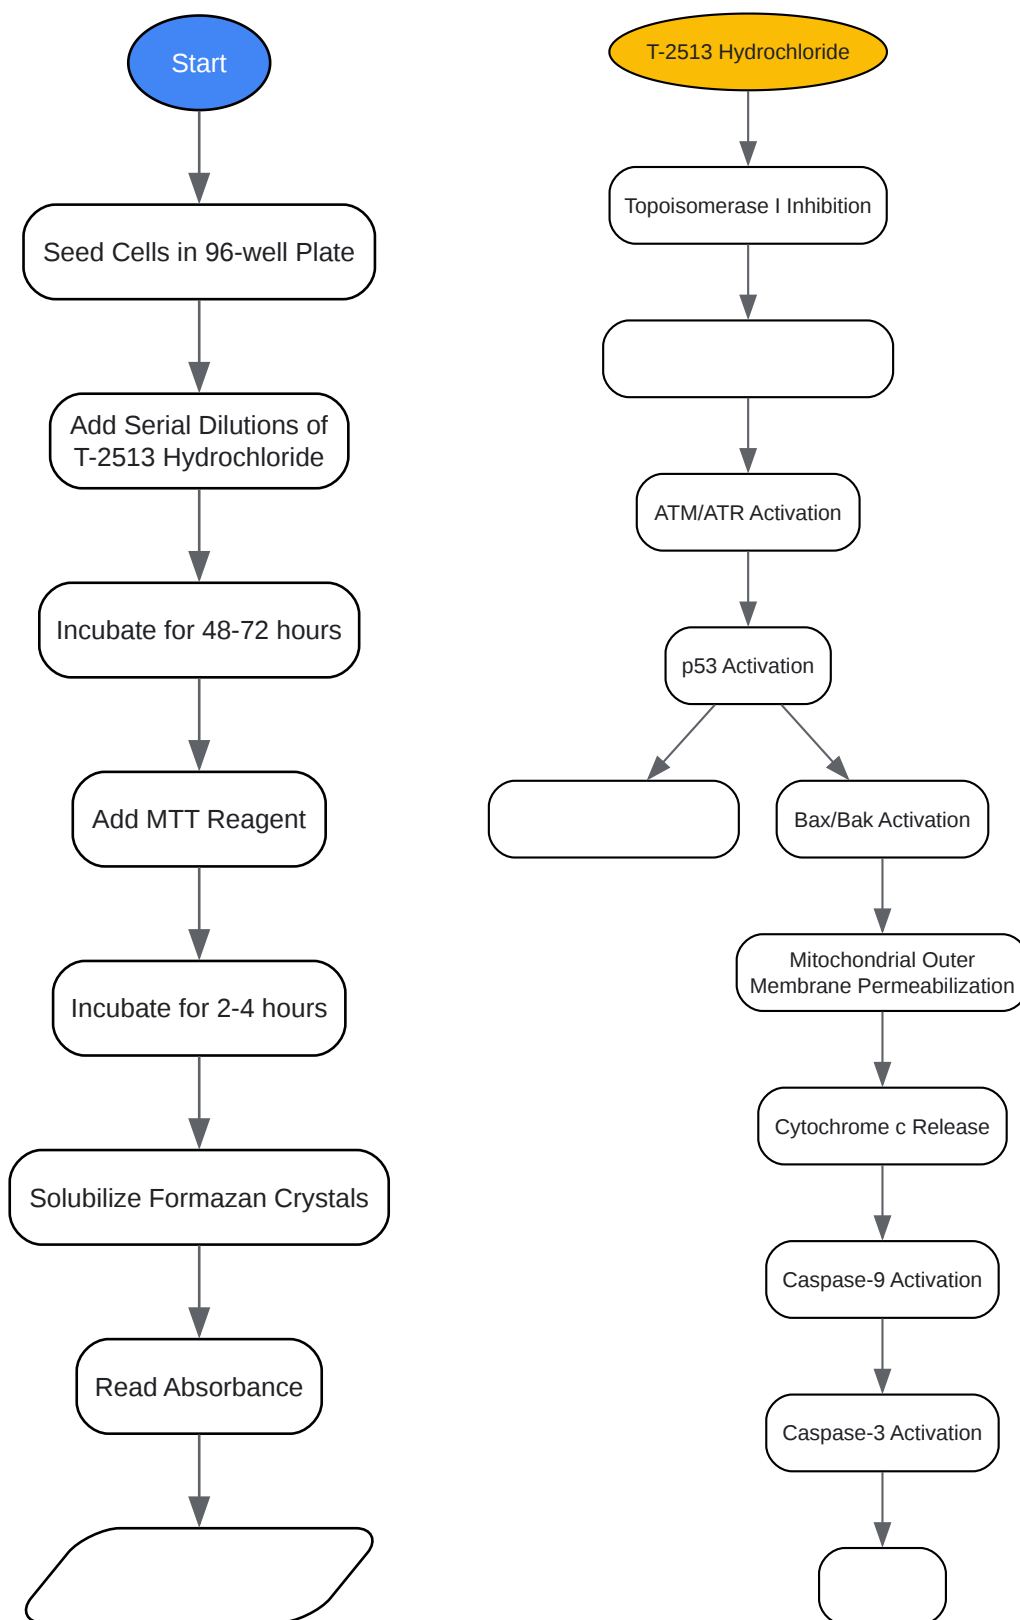 Start
Seed Cells in 96-well Plate
Add Serial Dilutions of
T-2513 Hydrochloride
Incubate for 48-72 hours
Add MTT Reagent
Incubate for 2-4 hours
Solubilize Formazan Crystals
Read Absorbance
T-2513 Hydrochloride
Topoisomerase I Inhibition
ATM/ATR Activation
p53 Activation
Bax/Bak Activation
Mitochondrial Outer
Membrane Permeabilization
Cytochrome c Release
Caspase-9 Activation
Caspase-3 Activation